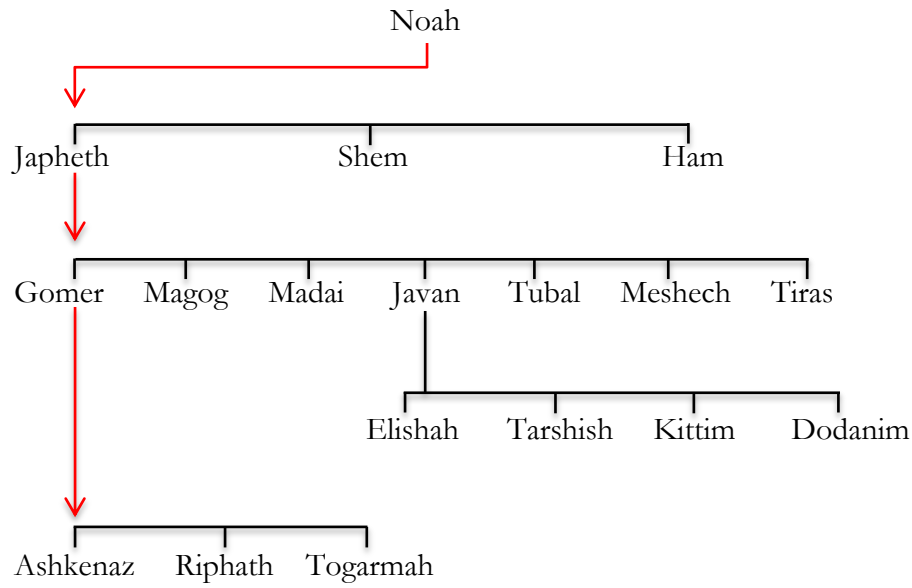 Noah
Japheth Shem Ham
Gomer Magog Madai Javan Tubal Meshech Tiras
Elishah Tarshish Kittim Dodanim
Ashkenaz Riphath Togarmah